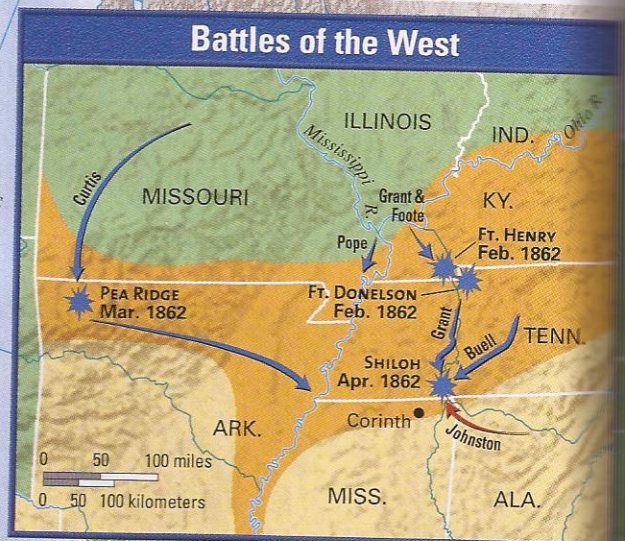 Battles of the West
ILLINOIS
IND.
Ohio R.
Mississippi R.
Curtis
MISSOURI
Grant &
Foote
KY.
Pope
FT. HENRY
Feb. 1862
PEA RIDGE
Mar. 1862
FT. DONELSON
Feb. 1862
Grant
Buell
TENN.
SHILOH
Apr. 1862
Corinth
Johnston
ARK.
0 50 100 miles
0 50 100 kilometers
MISS.
ALA.